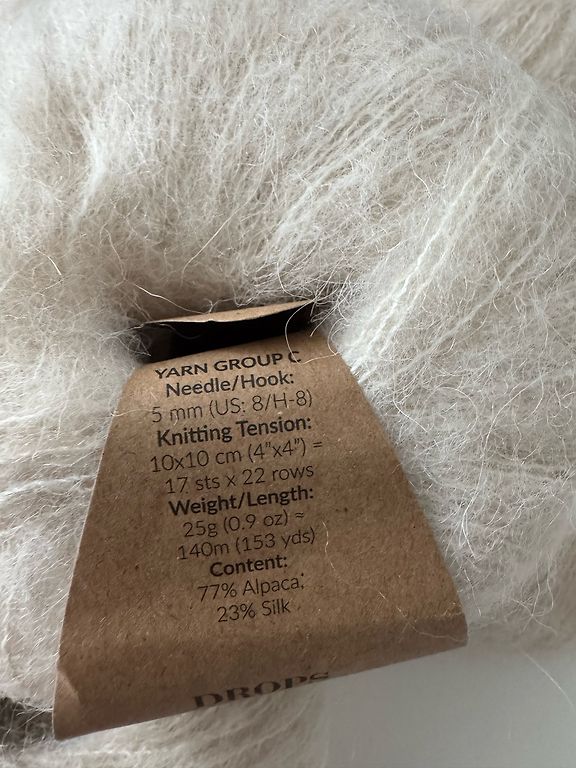 YARN GROUP C
Needle/Hook:
5 mm (US: 8/H-8)
Knitting Tension:
10x10 cm (4"x4") =
17 sts x 22 rows
Weight/Length:
25g (0.9 oz) ≈
140m (153 yds)
Content:
77% Alpaca,
23% Silk
DROPS